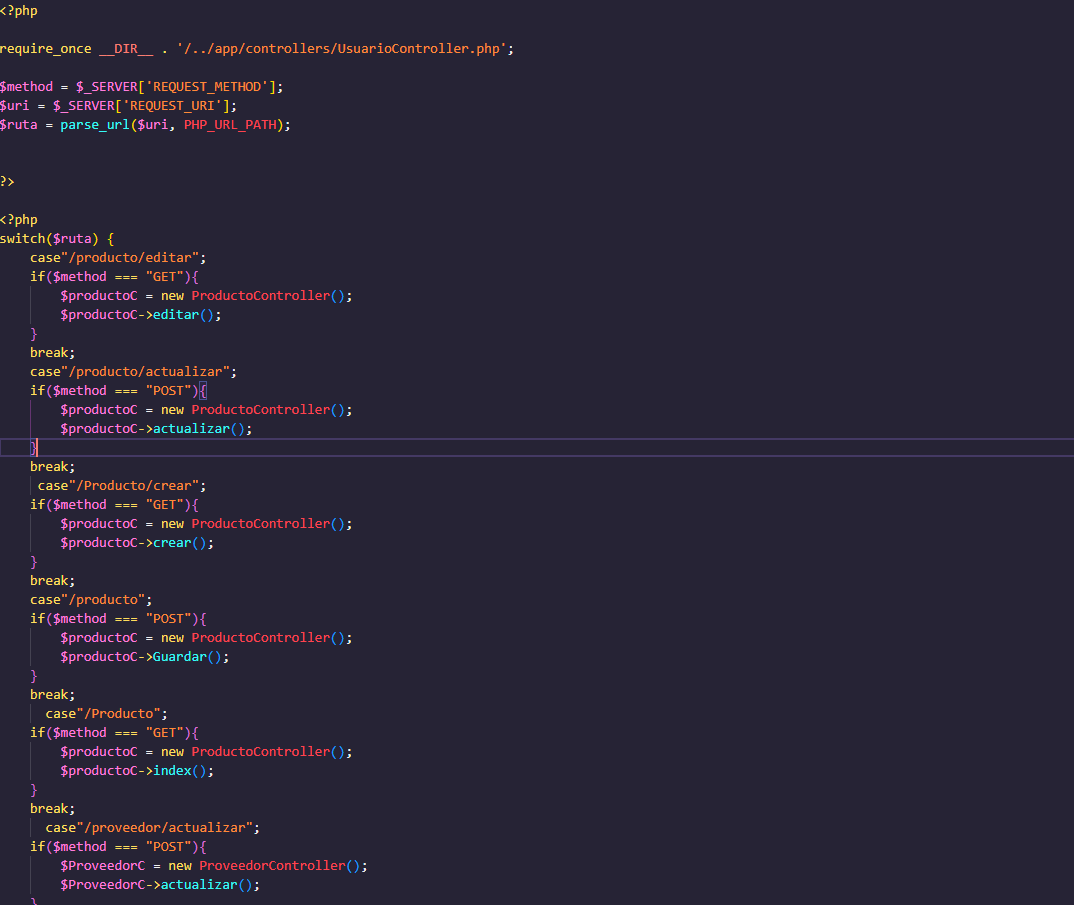 <?php
require_once __DIR__ . '/../app/controllers/UsuarioController.php';
$method = $_SERVER['REQUEST_METHOD'];
$uri = $_SERVER['REQUEST_URI'];
$ruta = parse_url($uri, PHP_URL_PATH);
?>
<?php
switch($ruta) {
    case"/producto/editar";
    if($method === "GET"){
        $productoC = new ProductoController();
        $productoC->editar();
    }
    break;
    case"/producto/actualizar";
    if($method === "POST"){
        $productoC = new ProductoController();
        $productoC->actualizar();
    }
    break;
     case"/Producto/crear";
    if($method === "GET"){
        $productoC = new ProductoController();
        $productoC->crear();
    }
    break;
    case"/producto";
    if($method === "POST"){
        $productoC = new ProductoController();
        $productoC->Guardar();
    }
    break;
      case"/Producto";
    if($method === "GET"){
        $productoC = new ProductoController();
        $productoC->index();
    }
    break;
      case"/proveedor/actualizar";
    if($method === "POST"){
        $ProveedorC = new ProveedorController();
        $ProveedorC->actualizar();
    }